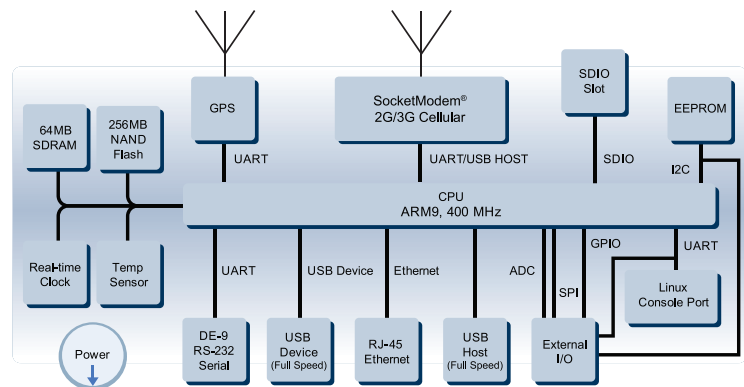 GPS
SocketModem®
2G/3G Cellular
SDIO
Slot
EEPROM
64MB
SDRAM
256MB
NAND
Flash
UART
UART/USB HOST
SDIO
I2C
CPU
ARM9, 400 MHz
Real-time
Clock
Temp
Sensor
UART
USB Device
Ethernet
ADC
SPI
GPIO
UART
Linux
Console Port
Power
DE-9
RS-232
Serial
USB
Device
(Full Speed)
RJ-45
Ethernet
USB
Host
(Full Speed)
External
I/O